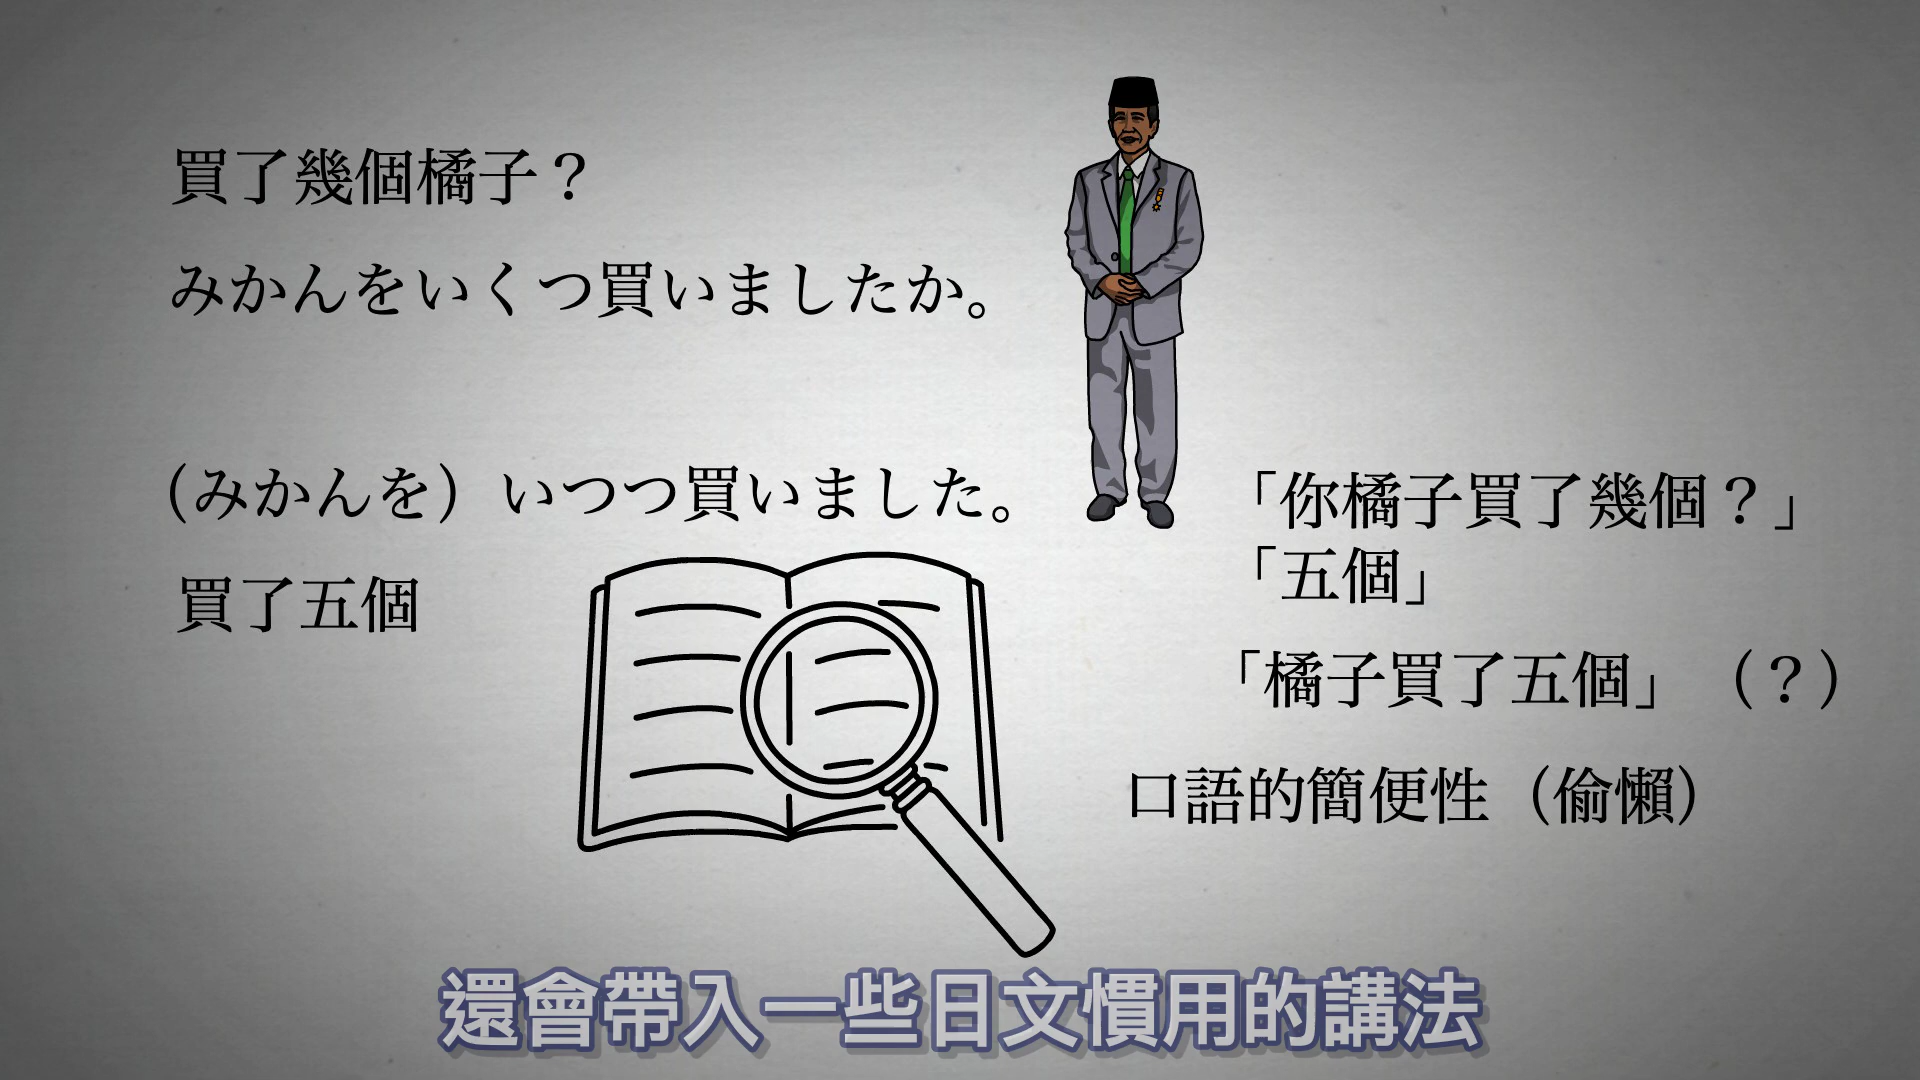 買了幾個橘子？
みかんをいくつ買いましたか。
（みかんを）いつつ買いました。
買了五個
「你橘子買了幾個？」
「五個」
「橘子買了五個」（？）
口語的簡便性（偷懶）
還會帶入一些日文慣用的講法